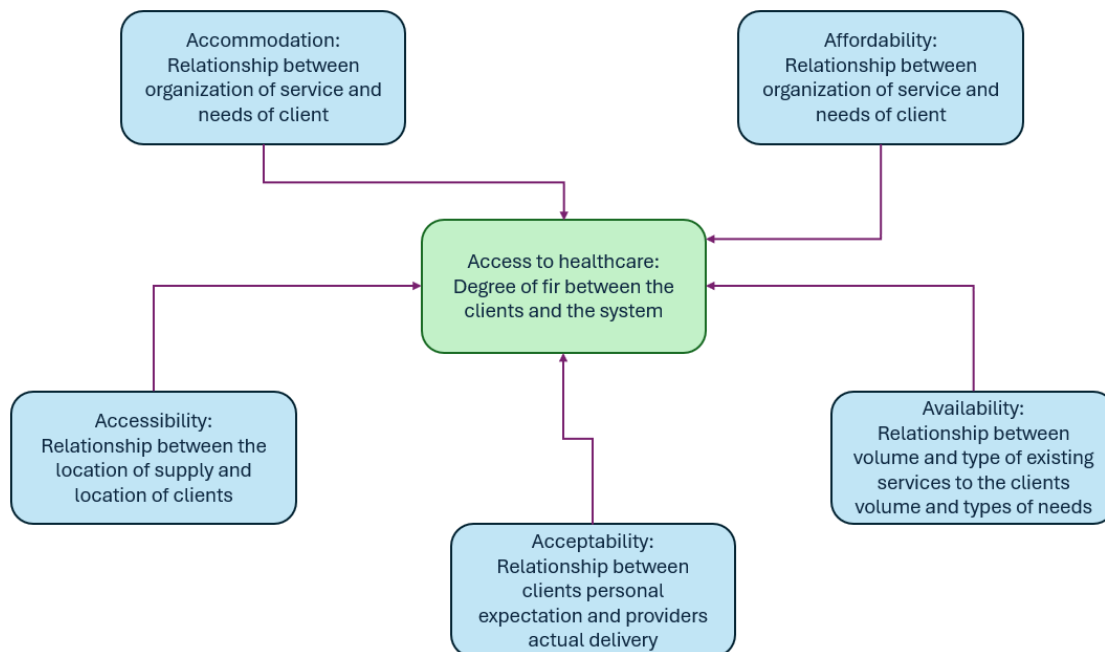 Accommodation:
Relationship between
organization of service and
needs of client
Affordability:
Relationship between
organization of service and
needs of client
Access to healthcare:
Degree of fir between the
clients and the system
Accessibility:
Relationship between the
location of supply and
location of clients
Availability:
Relationship between
volume and type of existing
services to the clients
volume and types of needs
Acceptability:
Relationship between
clients personal
expectation and providers
actual delivery